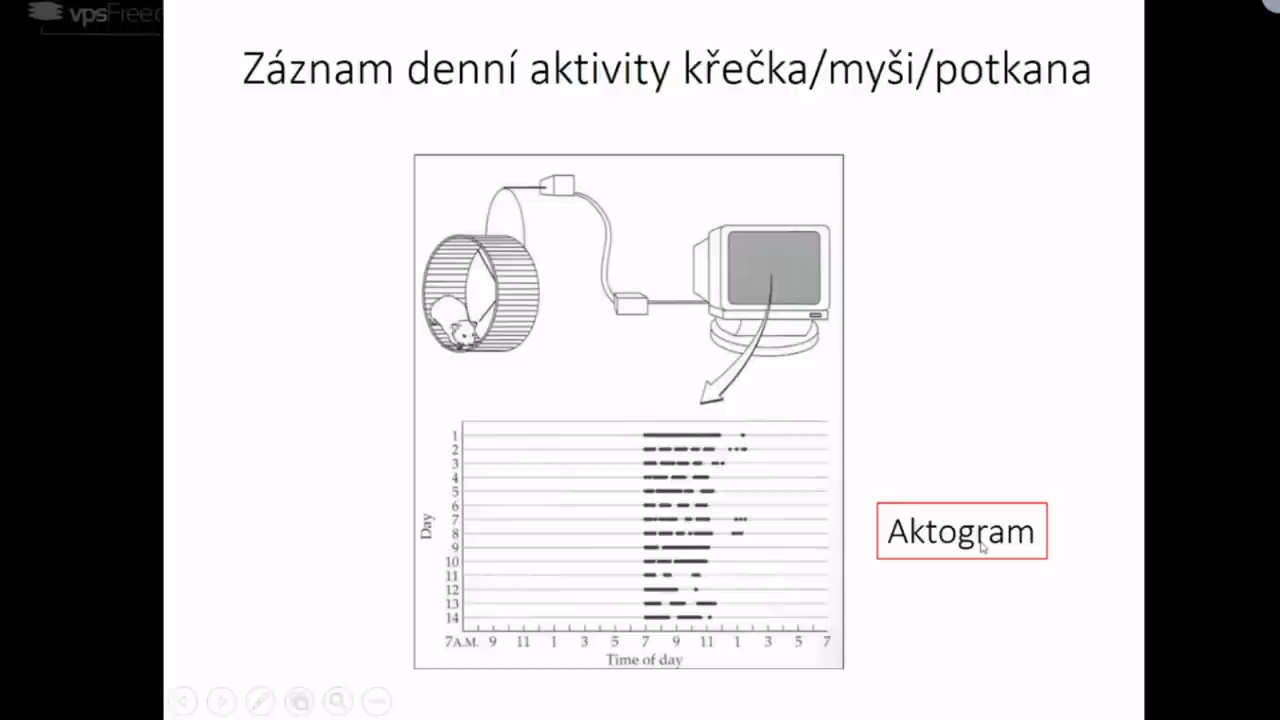 vpsFree.c
Záznam denní aktivity křečka/myši/potkana
1
2
3
4
5
6
7
8
9
10
11
12
13
14
Day
7A.M. 9 11 1 3 5 7 9 11 1 3 5 7
Time of day
Aktogram